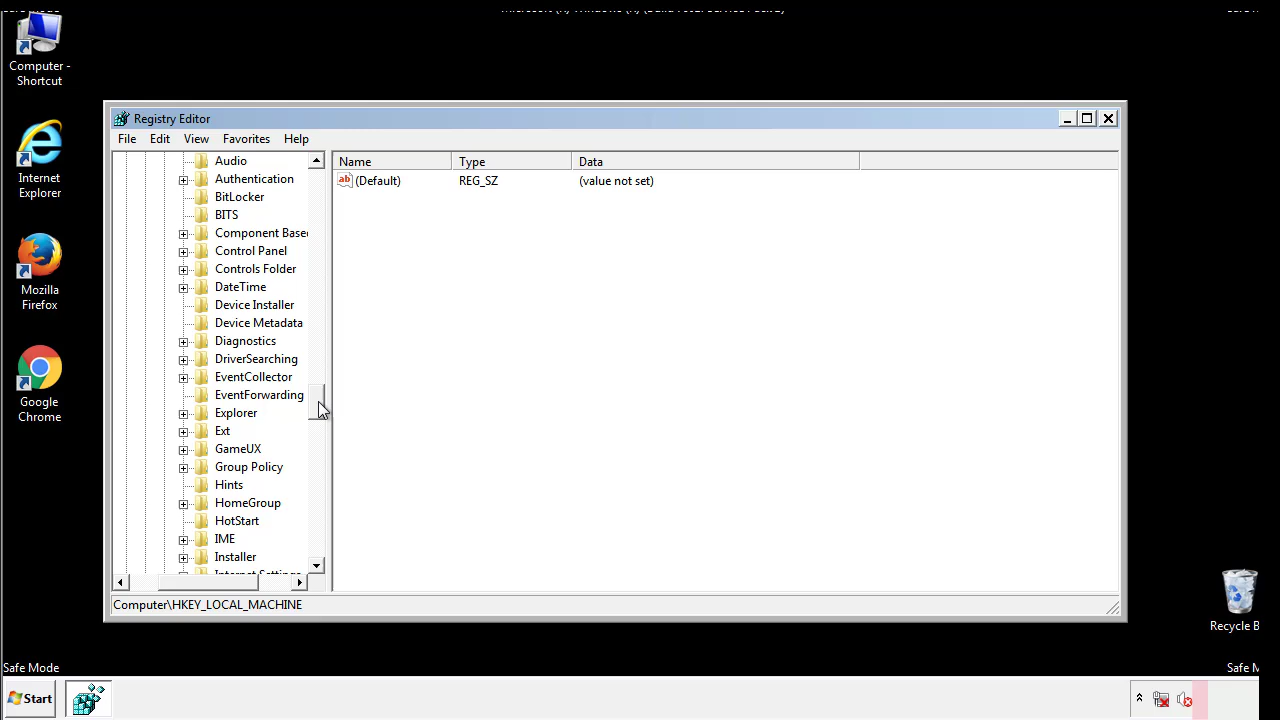 Computer -
Shortcut
Internet
Explorer
Mozilla
Firefox
Google
Chrome
Registry Editor
File Edit View Favorites Help
Audio
Authentication
BitLocker
BITS
Component Base
Control Panel
Controls Folder
DateTime
Device Installer
Device Metadata
Diagnostics
DriverSearching
EventCollector
EventForwarding
Explorer
Ext
GameUX
Group Policy
Hints
HomeGroup
HotStart
IME
Installer
Internet Settings
Name Type Data
ab (Default) REG_SZ (value not set)
Computer\HKEY_LOCAL_MACHINE
Recycle B
Safe Mode
Safe M
Start